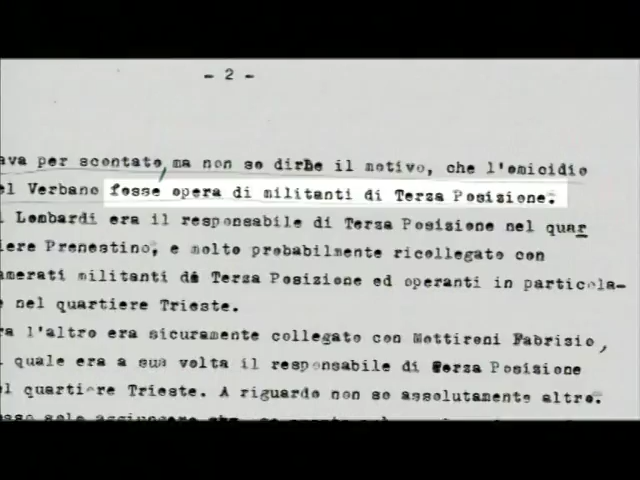 - 2 -
ava per scontato, ma non so dirne il motivo, che l'omicidio
el Verbano fosse opera di militanti di Terza Posizione.
l Lombardi era il responsabile di Terza Posizione nel quar
iere Prenestino, e molto probabilmente ricollegato con
amerati militanti di Terza Posizione ed operanti in particola-
e nel quartiere Trieste.
ra l'altro era sicuramente collegato con Mottironi Fabrizio,
l quale era a sua volta il responsabile di Terza Posizione
el quartiere Trieste. A riguardo non so assolutamente altro.